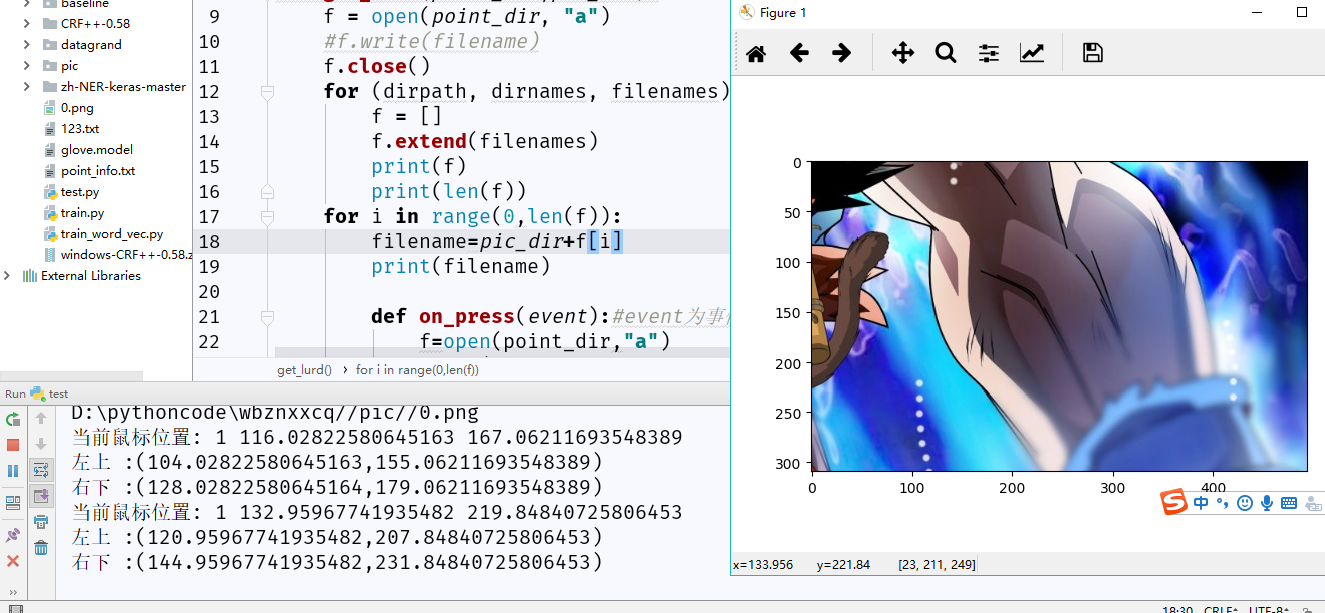 baseline
CRF++-0.58
datagrand
pic
zh-NER-keras-master
0.png
123.txt
glove.model
point_info.txt
test.py
train.py
train_word_vec.py
windows-CRF++-0.58.z
External Libraries
9 f = open(point_dir, "a")
10 #f.write(filename)
11 f.close()
12 for (dirpath, dirnames, filenames)
13 f = []
14 f.extend(filenames)
15 print(f)
16 print(len(f))
17 for i in range(0,len(f)):
18 filename=pic_dir+f[i]
19 print(filename)
20
21 def on_press(event):#event为事
22 f=open(point_dir,"a")
get_lurd() › for i in range(0,len(f))
Figure 1
0
50
100
150
200
250
300
0 100 200 300 400
中
x=133.956 y=221.84 [23, 211, 249]
Run test
D:\pythoncode\wbznxxcq//pic//0.png
当前鼠标位置: 1 116.02822580645163 167.06211693548389
左上 :(104.02822580645163,155.06211693548389)
右下 :(128.02822580645164,179.06211693548389)
当前鼠标位置: 1 132.95967741935482 219.84840725806453
左上 :(120.95967741935482,207.84840725806453)
右下 :(144.95967741935482,231.84840725806453)
18:30 CRLF UTF-8